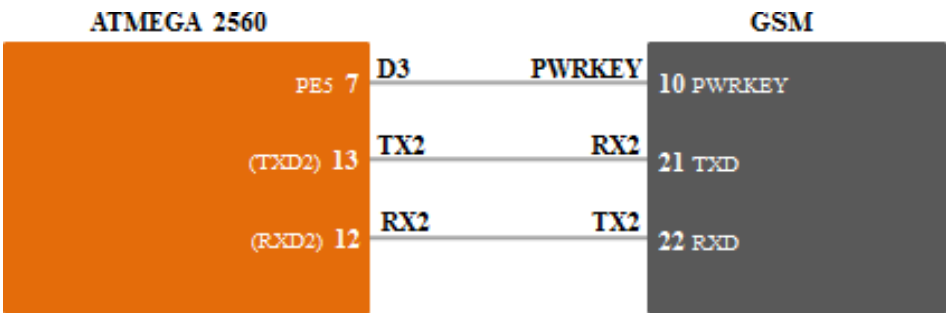 ATMEGA 2560 GSM
D3 PWRKEY
PE5 7 10 PWRKEY
TX2 RX2
(TXD2) 13 21 TXD
RX2 TX2
(RXD2) 12 22 RXD